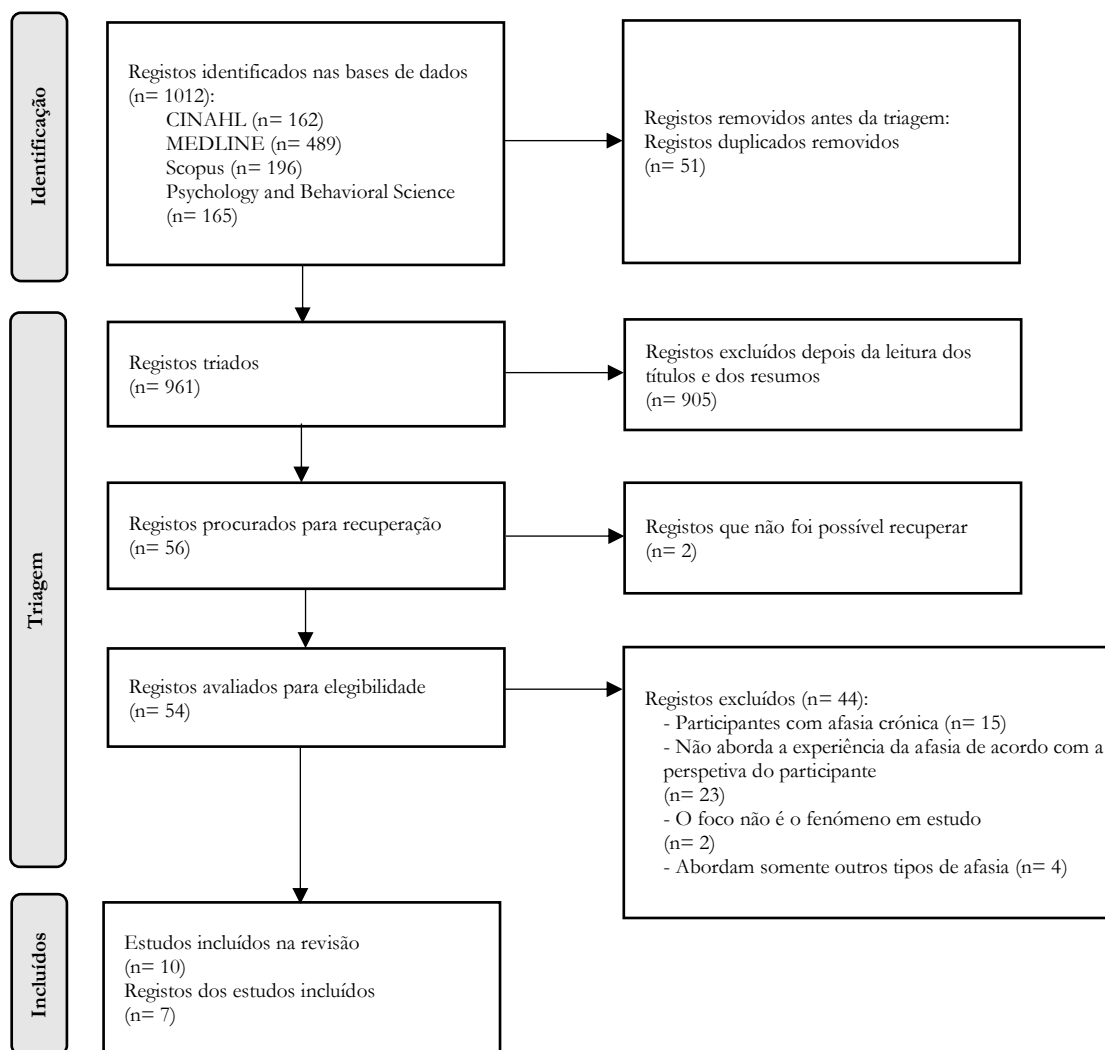 Identificação
Registos identificados nas bases de dados
(n= 1012):
CINAHL (n= 162)
MEDLINE (n= 489)
Scopus (n= 196)
Psychology and Behavioral Science
(n= 165)
Registos removidos antes da triagem:
Registos duplicados removidos
(n= 51)
Triagem
Registos triados
(n= 961)
Registos excluídos depois da leitura dos
títulos e dos resumos
(n= 905)
Registos procurados para recuperação
(n= 56)
Registos que não foi possível recuperar
(n= 2)
Registos avaliados para elegibilidade
(n= 54)
Registos excluídos (n= 44):
- Participantes com afasia crónica (n= 15)
- Não aborda a experiência da afasia de acordo com a
perspetiva do participante
(n= 23)
- O foco não é o fenómeno em estudo
(n= 2)
- Abordam somente outros tipos de afasia (n= 4)
Incluídos
Estudos incluídos na revisão
(n= 10)
Registos dos estudos incluídos
(n= 7)